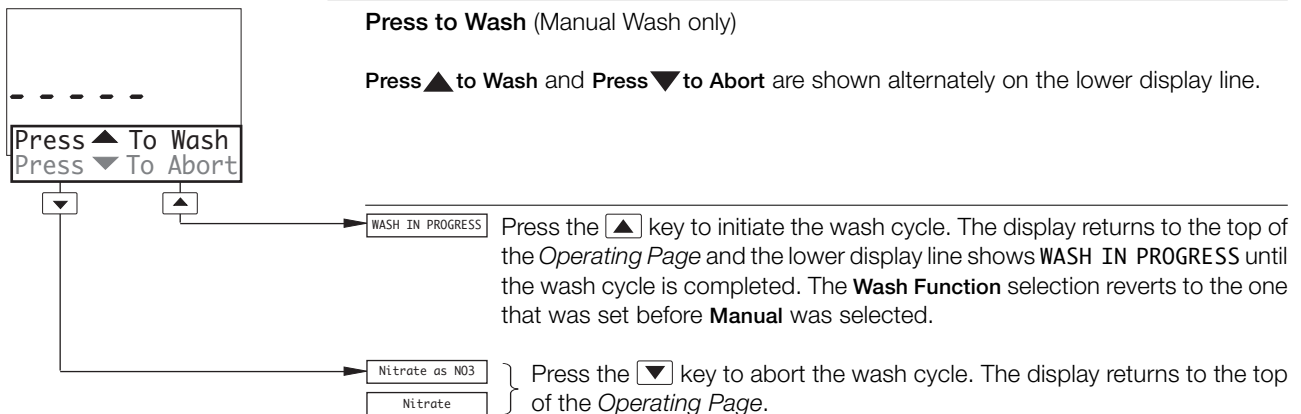 Press to Wash (Manual Wash only)
Press▲to Wash and Press▼to Abort are shown alternately on the lower display line.
- - - - -
Press ▲ To Wash
Press ▼ To Abort
▼ ▲
WASH IN PROGRESS
Press the ▲ key to initiate the wash cycle. The display returns to the top of
the Operating Page and the lower display line shows WASH IN PROGRESS until
the wash cycle is completed. The Wash Function selection reverts to the one
that was set before Manual was selected.
Nitrate as NO3
Nitrate
Press the ▼ key to abort the wash cycle. The display returns to the top
of the Operating Page.